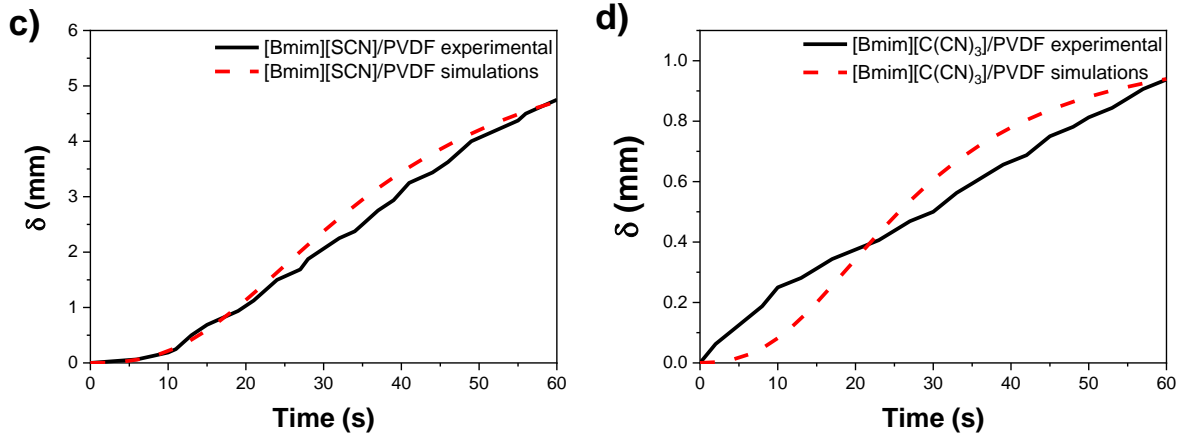 c)
[Bmim][SCN]/PVDF experimental
[Bmim][SCN]/PVDF simulations
6
5
4
3
2
1
0
δ (mm)
0 10 20 30 40 50 60
Time (s)
d)
[Bmim][C(CN)₃]/PVDF experimental
[Bmim][C(CN)₃]/PVDF simulations
1.0
0.8
0.6
0.4
0.2
0.0
δ (mm)
0 10 20 30 40 50 60
Time (s)